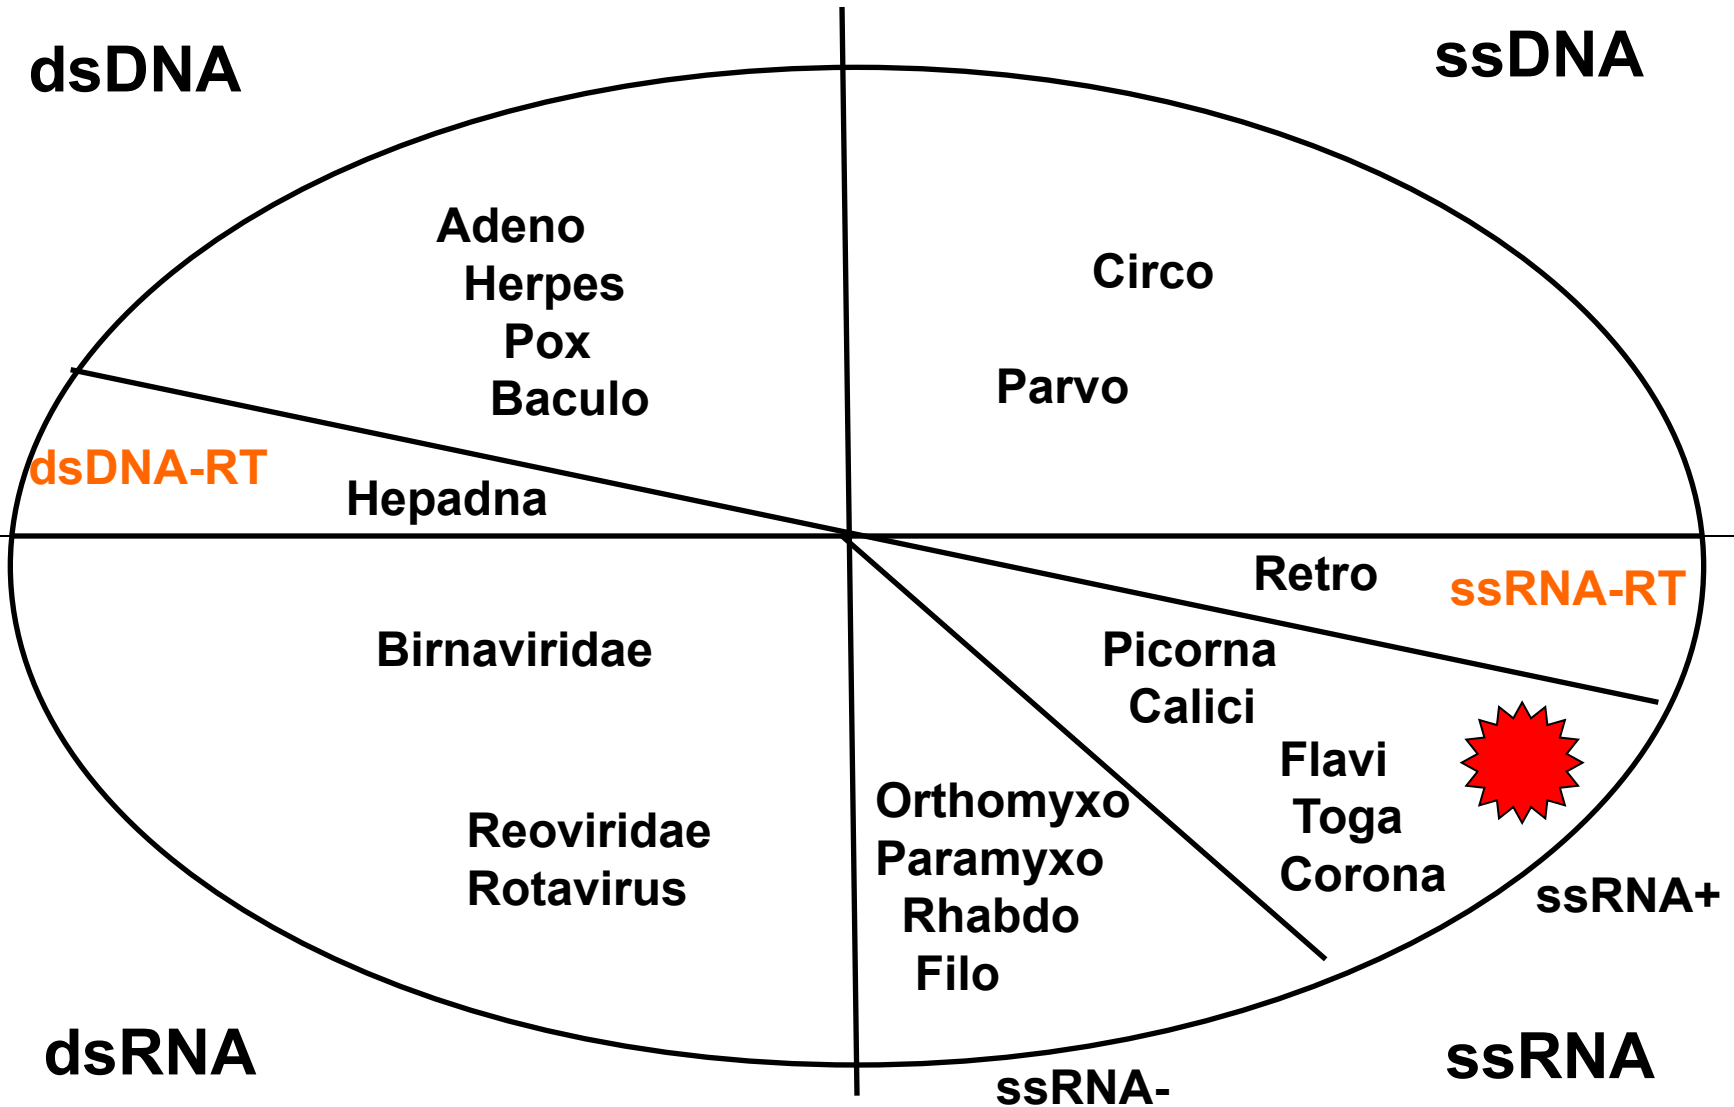 dsDNA
ssDNA
Adeno
Herpes
Pox
Baculo
Circo
Parvo
dsDNA-RT
Hepadna
Retro
ssRNA-RT
Birnaviridae
Reoviridae
Rotavirus
Picorna
Calici
Flavi
Toga
Corona
Orthomyxo
Paramyxo
Rhabdo
Filo
ssRNA+
dsRNA
ssRNA-
ssRNA